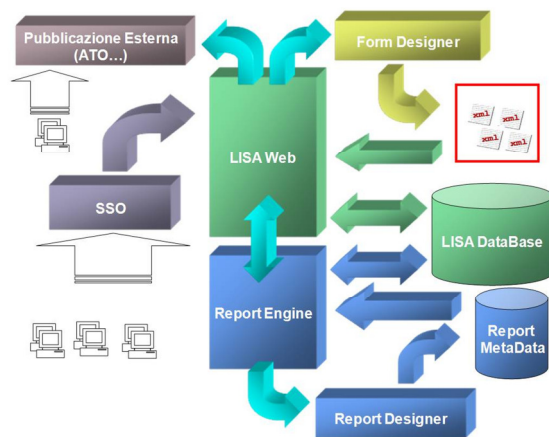 Pubblicazione Esterna
(ATO...)
Form Designer
xml
xml
xml
xml
LISA Web
SSO
LISA DataBase
Report Engine
Report
MetaData
Report Designer